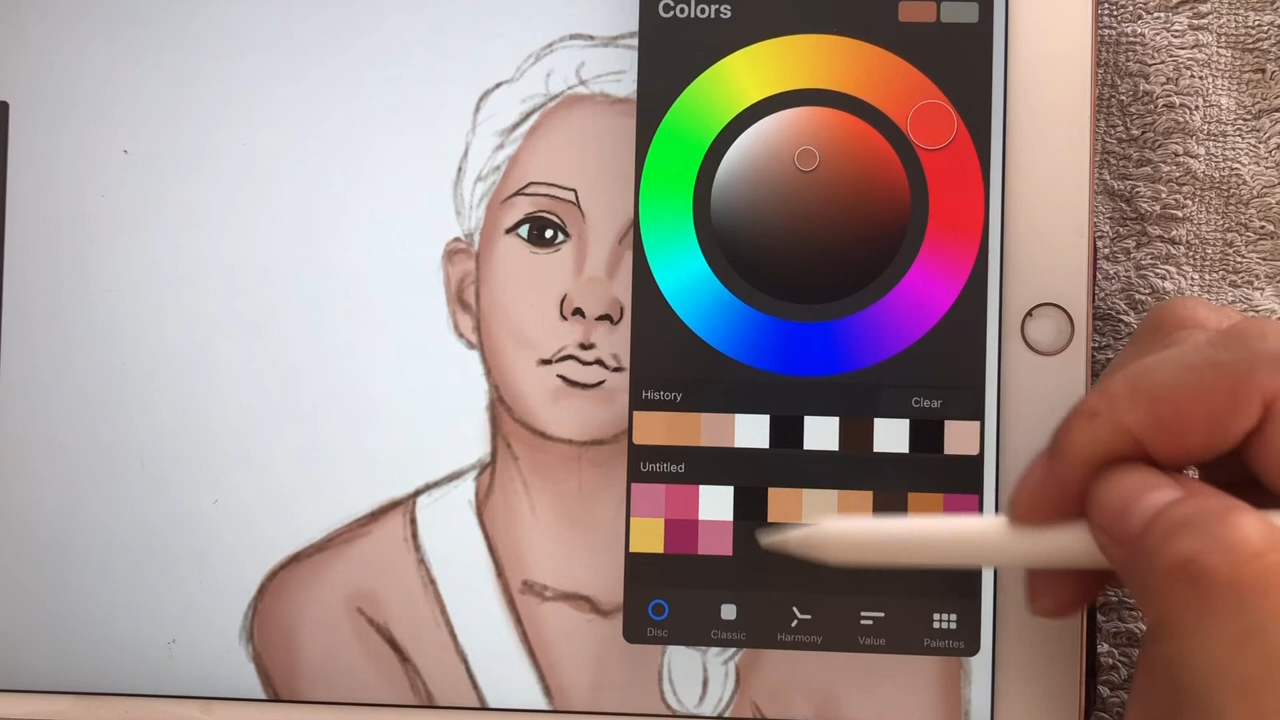 Colors
History
Clear
Untitled
Disc
Classic
Harmony
Value
Palettes